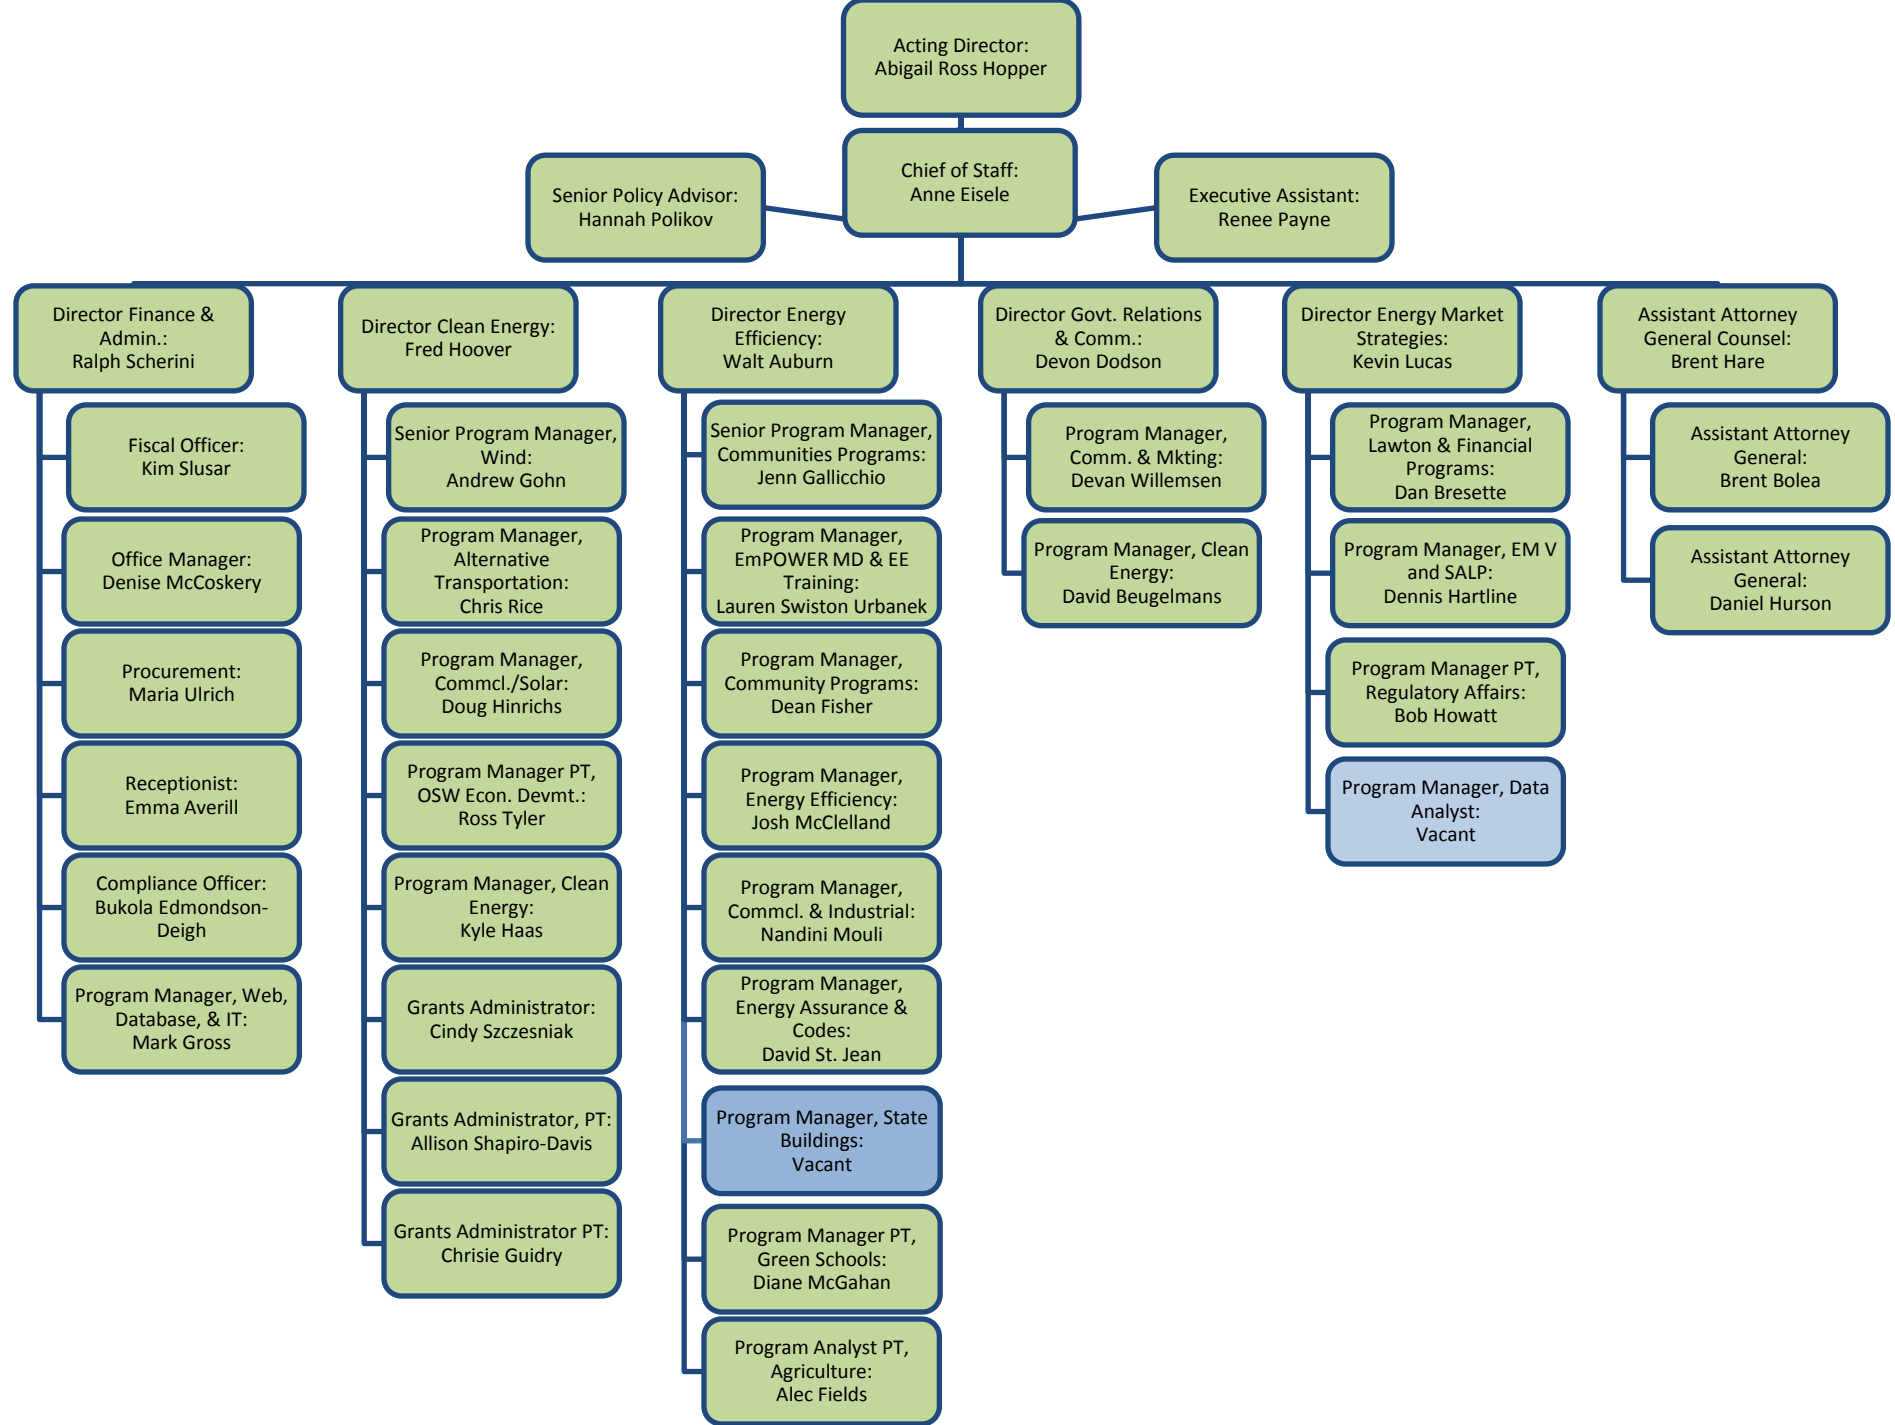 Acting Director:
Abigail Ross Hopper
Chief of Staff:
Anne Eisele
Senior Policy Advisor:
Hannah Polikov
Executive Assistant:
Renee Payne
Director Finance &
Admin.:
Ralph Scherini
Fiscal Officer:
Kim Slusar
Office Manager:
Denise McCoskery
Procurement:
Maria Ulrich
Receptionist:
Emma Averill
Compliance Officer:
Bukola Edmondson-
Deigh
Program Manager, Web,
Database, & IT:
Mark Gross
Director Clean Energy:
Fred Hoover
Senior Program Manager,
Wind:
Andrew Gohn
Program Manager,
Alternative
Transportation:
Chris Rice
Program Manager,
Commcl./Solar:
Doug Hinrichs
Program Manager PT,
OSW Econ. Devmt.:
Ross Tyler
Program Manager, Clean
Energy:
Kyle Haas
Grants Administrator:
Cindy Szczesniak
Grants Administrator, PT:
Allison Shapiro-Davis
Grants Administrator PT:
Chrisie Guidry
Director Energy
Efficiency:
Walt Auburn
Senior Program Manager,
Communities Programs:
Jenn Gallicchio
Program Manager,
EmPOWER MD & EE
Training:
Lauren Swiston Urbanek
Program Manager,
Community Programs:
Dean Fisher
Program Manager,
Energy Efficiency:
Josh McClelland
Program Manager,
Commcl. & Industrial:
Nandini Mouli
Program Manager,
Energy Assurance &
Codes:
David St. Jean
Program Manager, State
Buildings:
Vacant
Program Manager PT,
Green Schools:
Diane McGahan
Program Analyst PT,
Agriculture:
Alec Fields
Director Govt. Relations
& Comm.:
Devon Dodson
Program Manager,
Comm. & Mkting:
Devan Willemsen
Program Manager, Clean
Energy:
David Beugelmans
Director Energy Market
Strategies:
Kevin Lucas
Program Manager,
Lawton & Financial
Programs:
Dan Bresette
Program Manager, EM V
and SALP:
Dennis Hartline
Program Manager PT,
Regulatory Affairs:
Bob Howatt
Program Manager, Data
Analyst:
Vacant
Assistant Attorney
General Counsel:
Brent Hare
Assistant Attorney
General:
Brent Bolea
Assistant Attorney
General:
Daniel Hurson